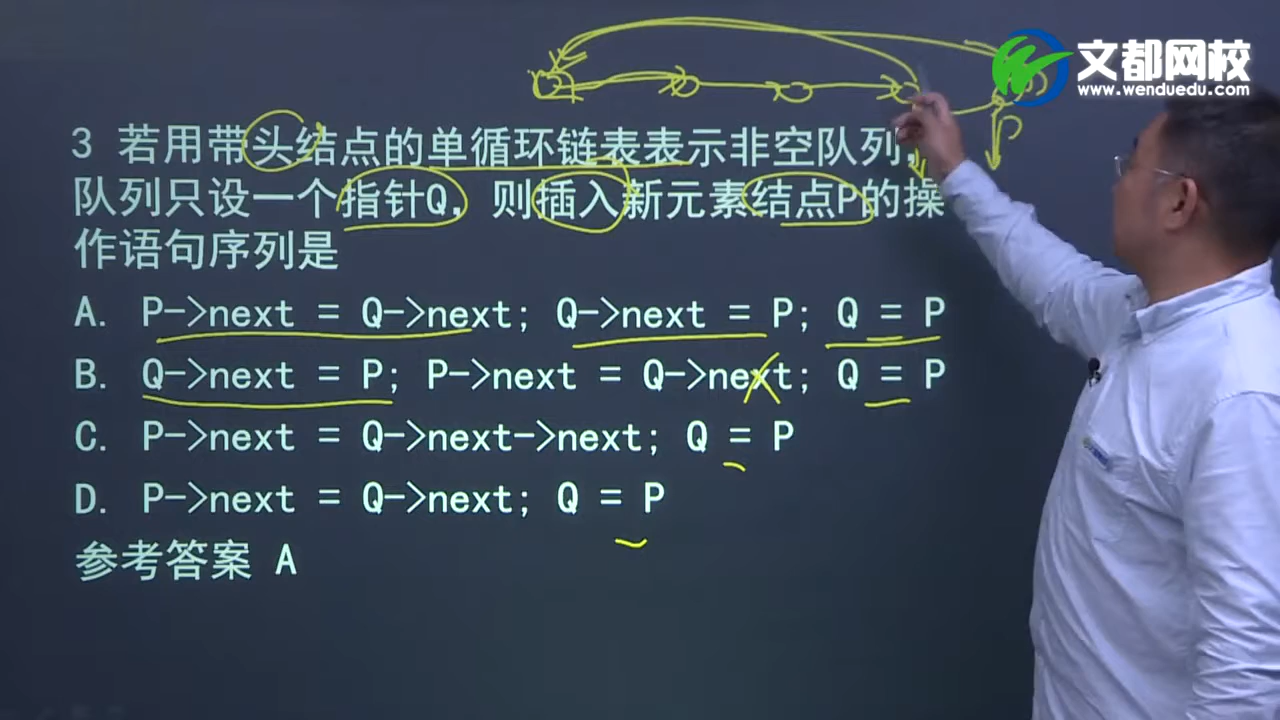 文都网校
www.wenduedu.com
3 若用带头结点的单循环链表表示非空队列,
队列只设一个指针Q, 则插入新元素结点P的操
作语句序列是
A. P->next = Q->next; Q->next = P; Q = P
B. Q->next = P; P->next = Q->next; Q = P
C. P->next = Q->next->next; Q = P
D. P->next = Q->next; Q = P
参考答案 A